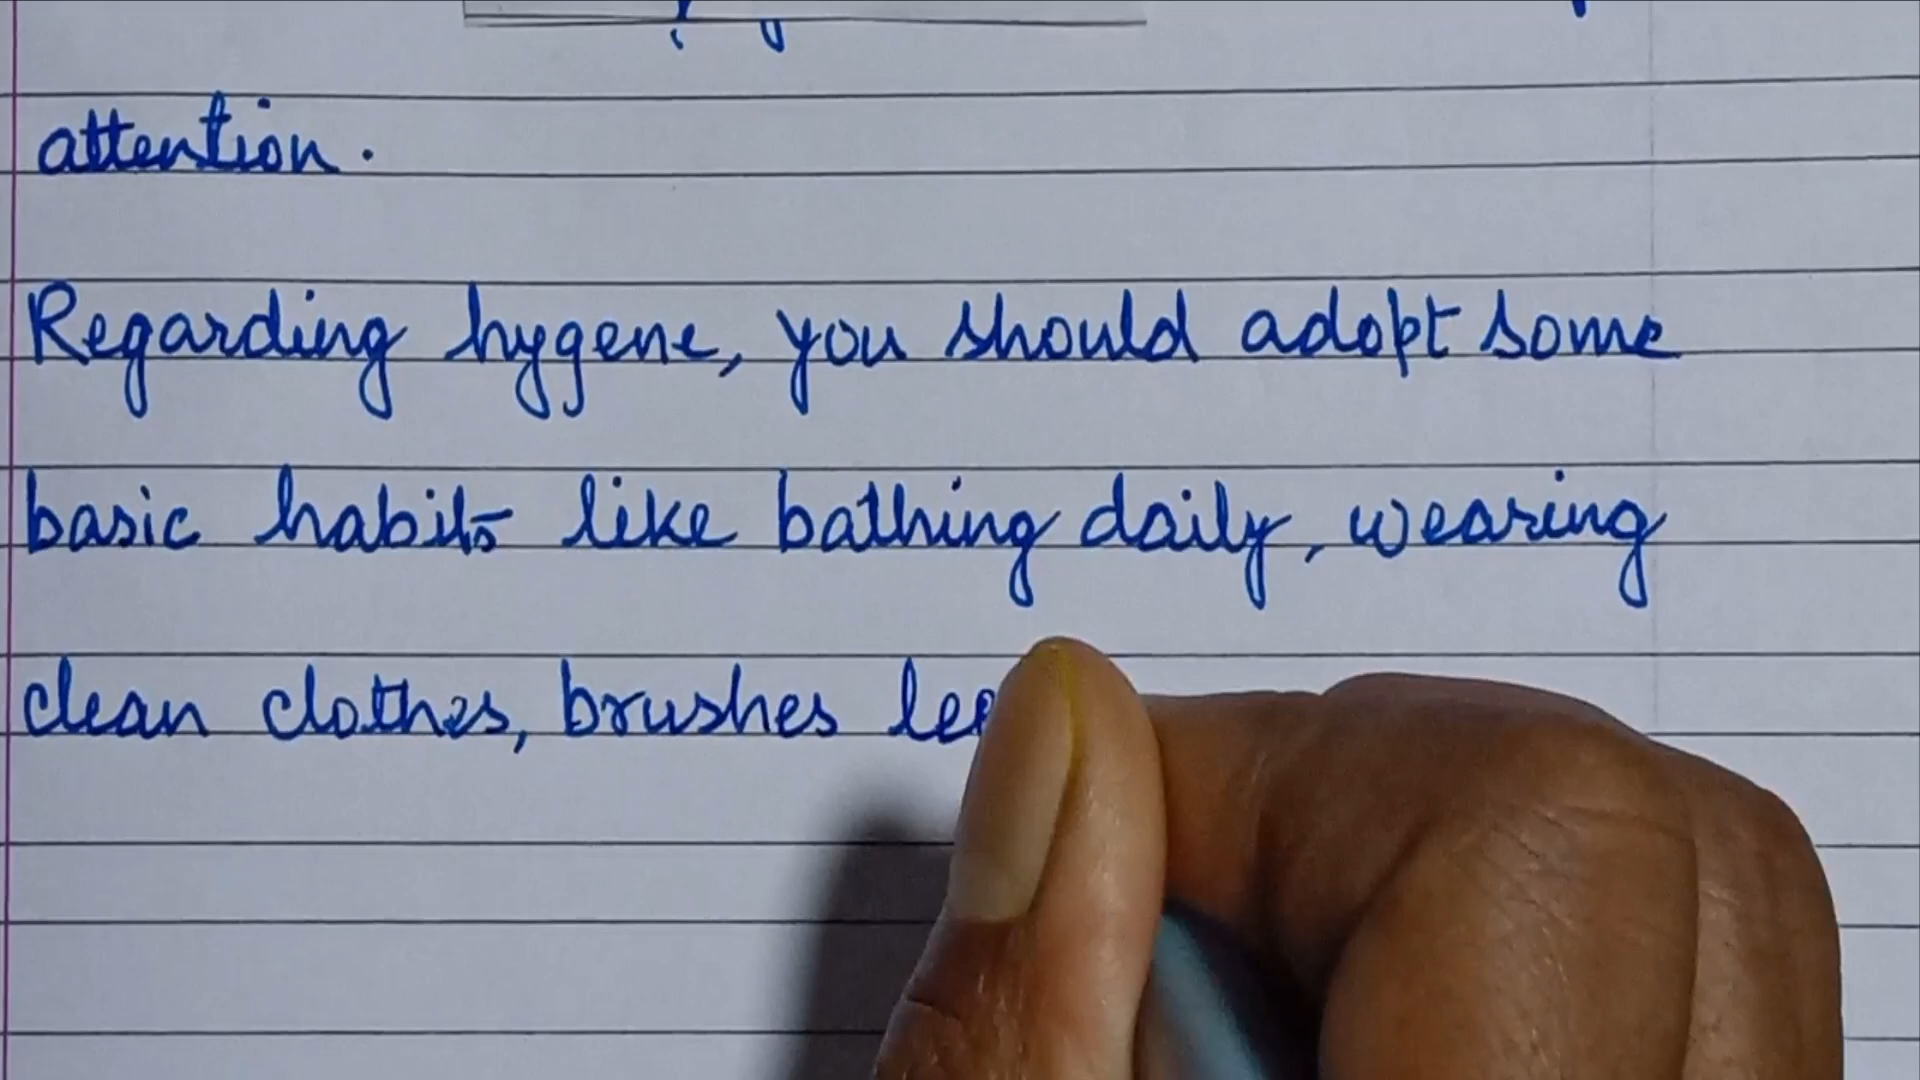 attention.
Regarding hygene, you should adopt some
basic habits like bathing daily, wearing
clean clothes, brushes